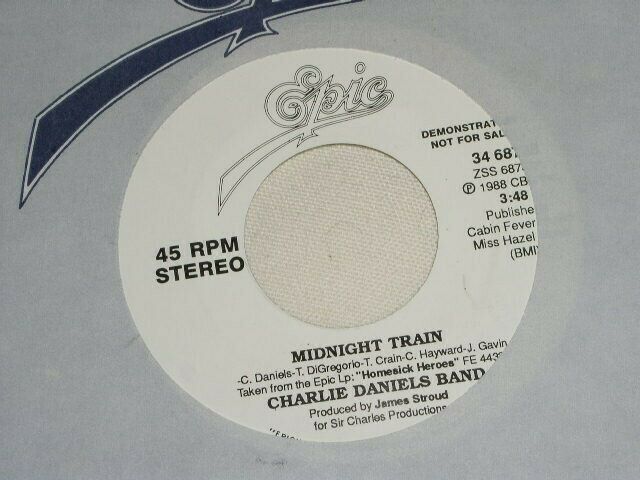 Epic
DEMONSTRAT
NOT FOR SAL
34 68
ZSS 687
℗ 1988 CB
3:48
Publishe
Cabin Fever
Miss Hazel
(BMI
45 RPM
STEREO
MIDNIGHT TRAIN
-C. Daniels-T. DiGregorio-T. Crain-C. Hayward-J. Gavin
Taken from the Epic Lp: "Homesick Heroes" FE 443
CHARLIE DANIELS BAND
Produced by James Stroud
for Sir Charles Productions